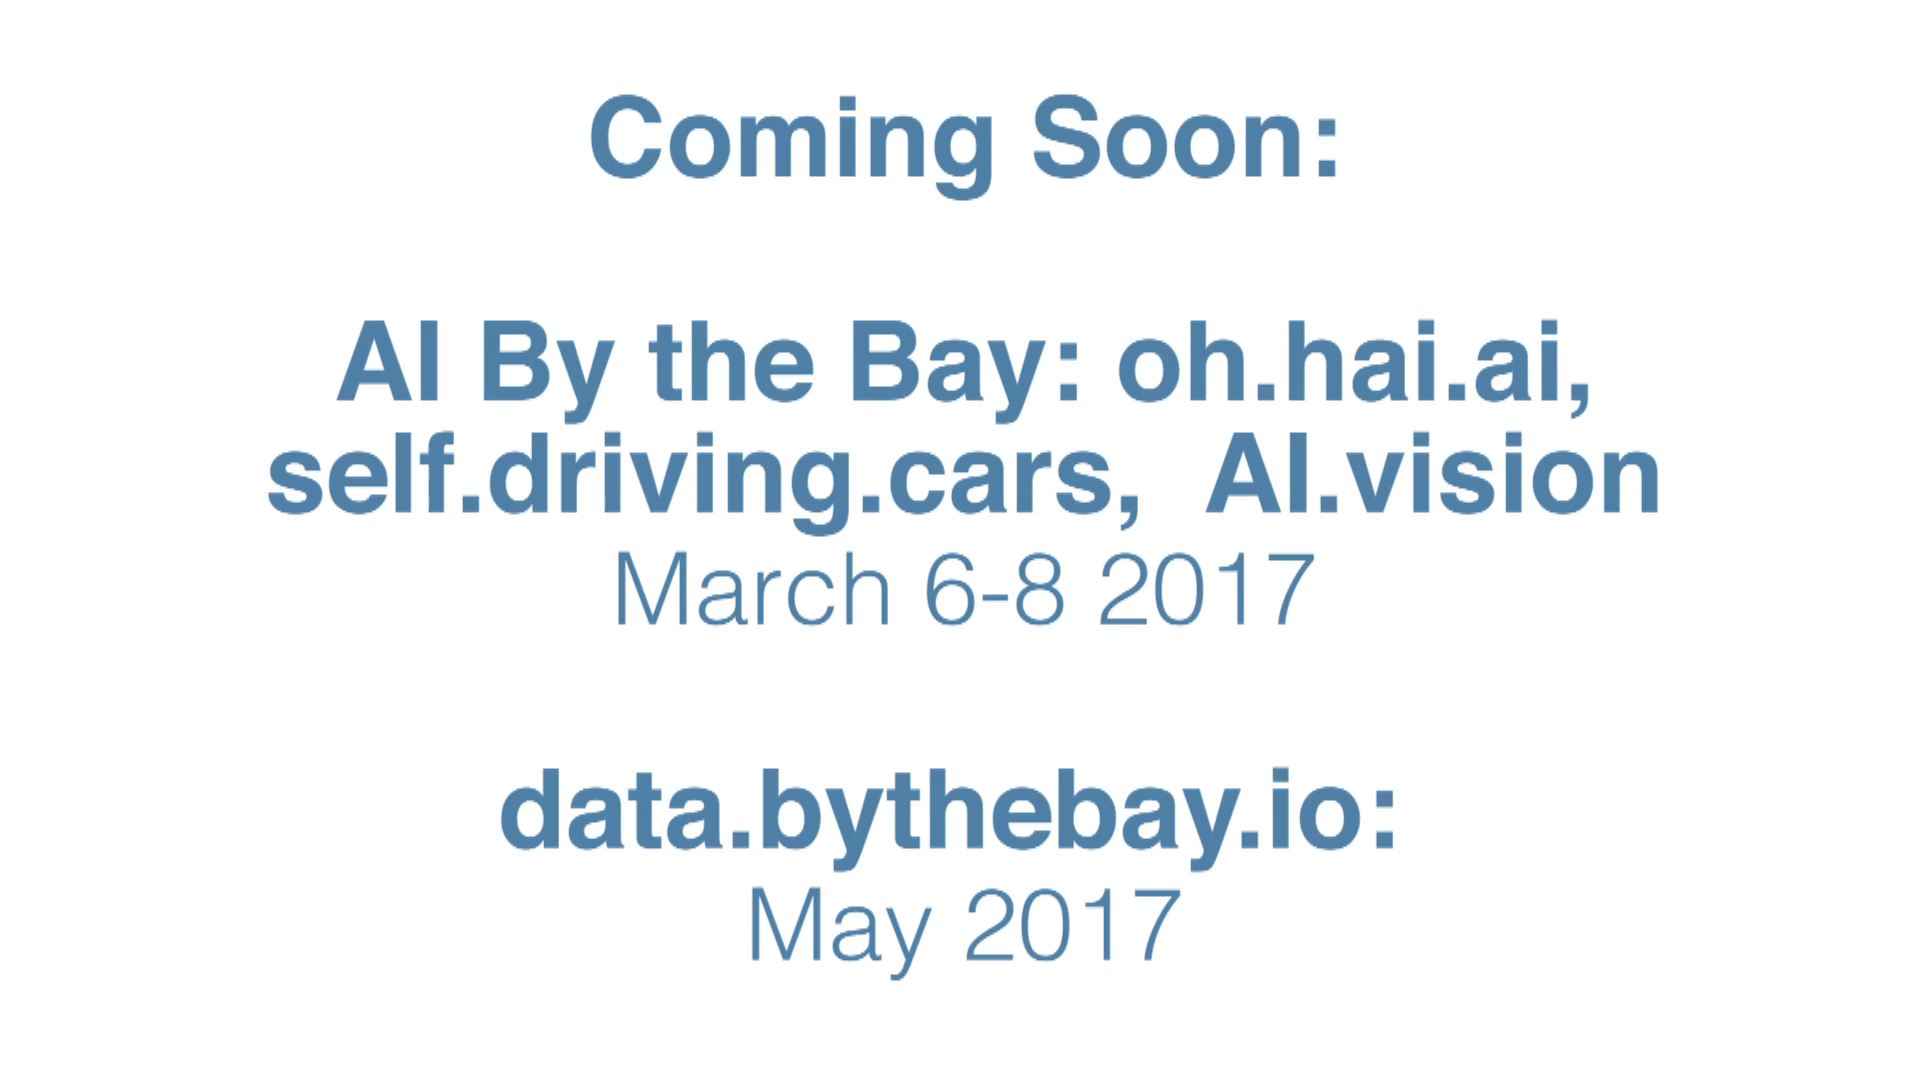 Coming Soon:
AI By the Bay: oh.hai.ai,
self.driving.cars,  AI.vision
March 6-8 2017
data.bythebay.io:
May 2017